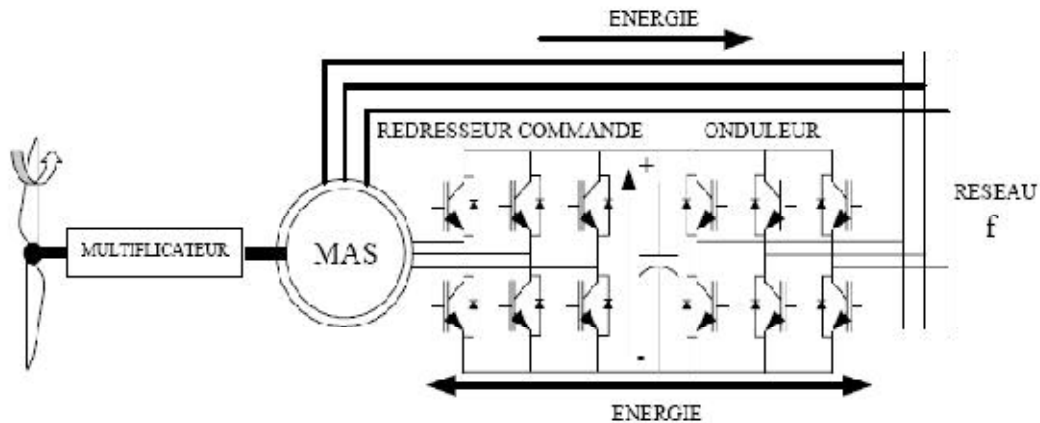 ENERGIE
REDRESSEUR COMMANDE
ONDULEUR
+
RESEAU
f
MULTIPLICATEUR
MAS
-
ENERGIE